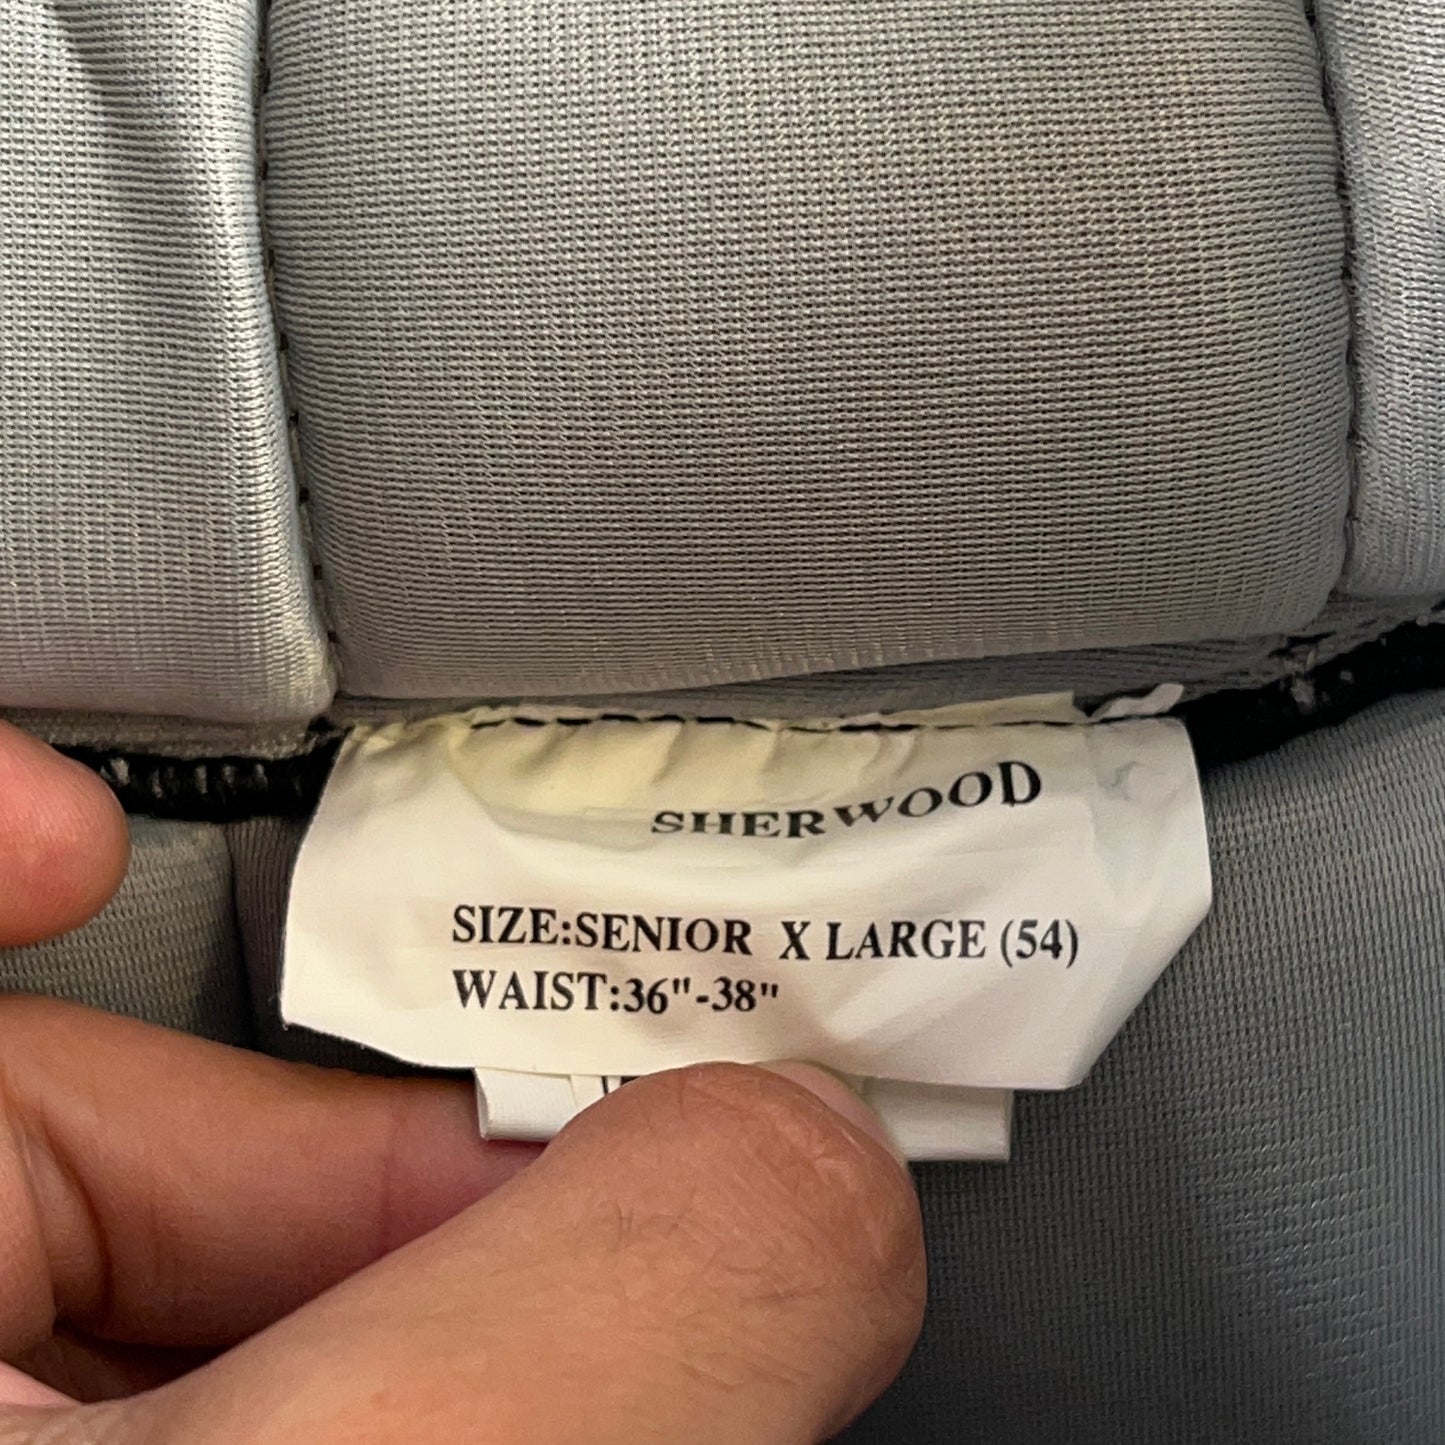 SHERWOOD
SIZE:SENIOR X LARGE (54)
WAIST:36"-38"